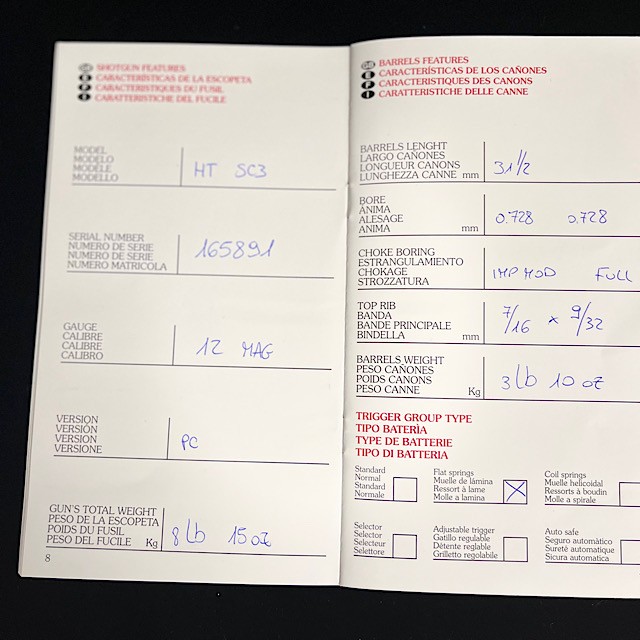 GB SHOTGUN FEATURES
E CARACTERÍSTICAS DE LA ESCOPETA
F CARACTERISTIQUES DU FUSIL
I CARATTERISTICHE DEL FUCILE
MODEL
MODELO
MODÈLE
MODELLO
HT SC3
SERIAL NUMBER
NUMERO DE SERIE
NUMERO DE SERIE
NUMERO MATRICOLA
165891
GAUGE
CALIBRE
CALIBRE
CALIBRO
12 MAG
VERSION
VERSIÓN
VERSION
VERSIONE
PC
GUN'S TOTAL WEIGHT
PESO DE LA ESCOPETA
POIDS DU FUSIL
PESO DEL FUCILE Kg
8 Lb 15 oz
8
GB BARRELS FEATURES
E CARACTERÍSTICAS DE LOS CAÑONES
F CARACTERISTIQUES DES CANONS
I CARATTERISTICHE DELLE CANNE
BARRELS LENGHT
LARGO CAÑONES
LONGUEUR CANONS
LUNGHEZZA CANNE mm
31 1/2
BORE
ANIMA
ALESAGE
ANIMA mm
0.728 0.728
CHOKE BORING
ESTRANGULAMIENTO
CHOKAGE
STROZZATURA
IMP MOD FULL
TOP RIB
BANDA
BANDE PRINCIPALE
BINDELLA mm
7/16 x 9/32
BARRELS WEIGHT
PESO CAÑONES
POIDS CANONS
PESO CANNE Kg
3 Lb 10 oz
TRIGGER GROUP TYPE
TIPO BATERÌA
TYPE DE BATTERIE
TIPO DI BATTERIA
Standard
Normal
Standard
Normale
Flat springs
Muelle de làmina
Ressort à lame
Molle a lamina
X
Coil springs
Muelle helicoidal
Ressorts à boudin
Molle a spirale
Selector
Selector
Selecteur
Selettore
Adjustable trigger
Gatillo regulable
Détente reglable
Grilletto regolabile
Auto safe
Seguro automàtico
Sureté automatique
Sicura automatica